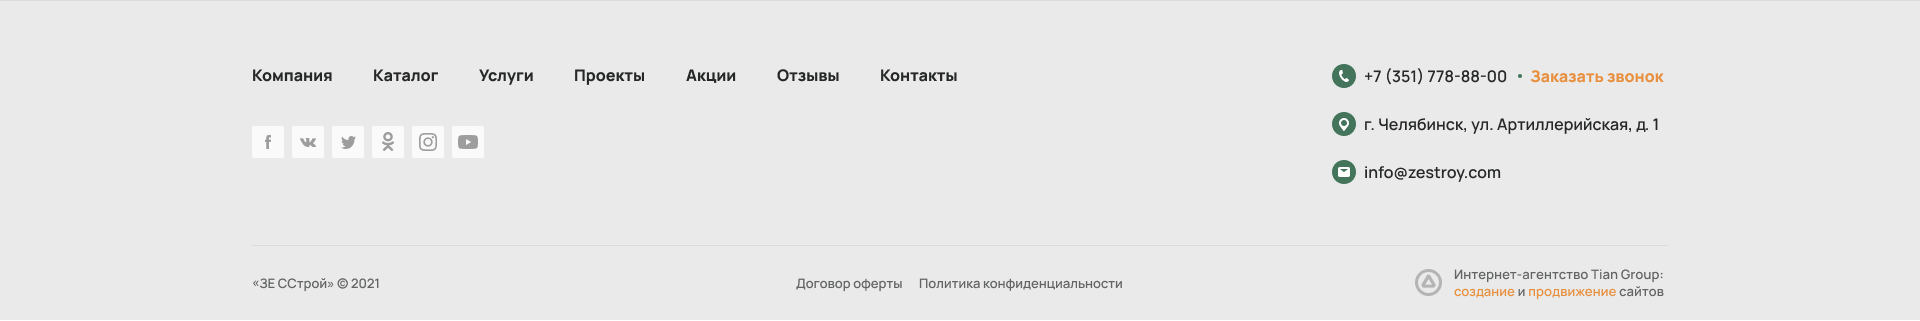 Компания Каталог Услуги Проекты Акции Отзывы Контакты
+7 (351) 778-88-00 • Заказать звонок
г. Челябинск, ул. Артиллерийская, д. 1
info@zestroy.com
«ЗЕ ССтрой» © 2021
Договор оферты Политика конфиденциальности
Интернет-агентство Tian Group:
создание и продвижение сайтов